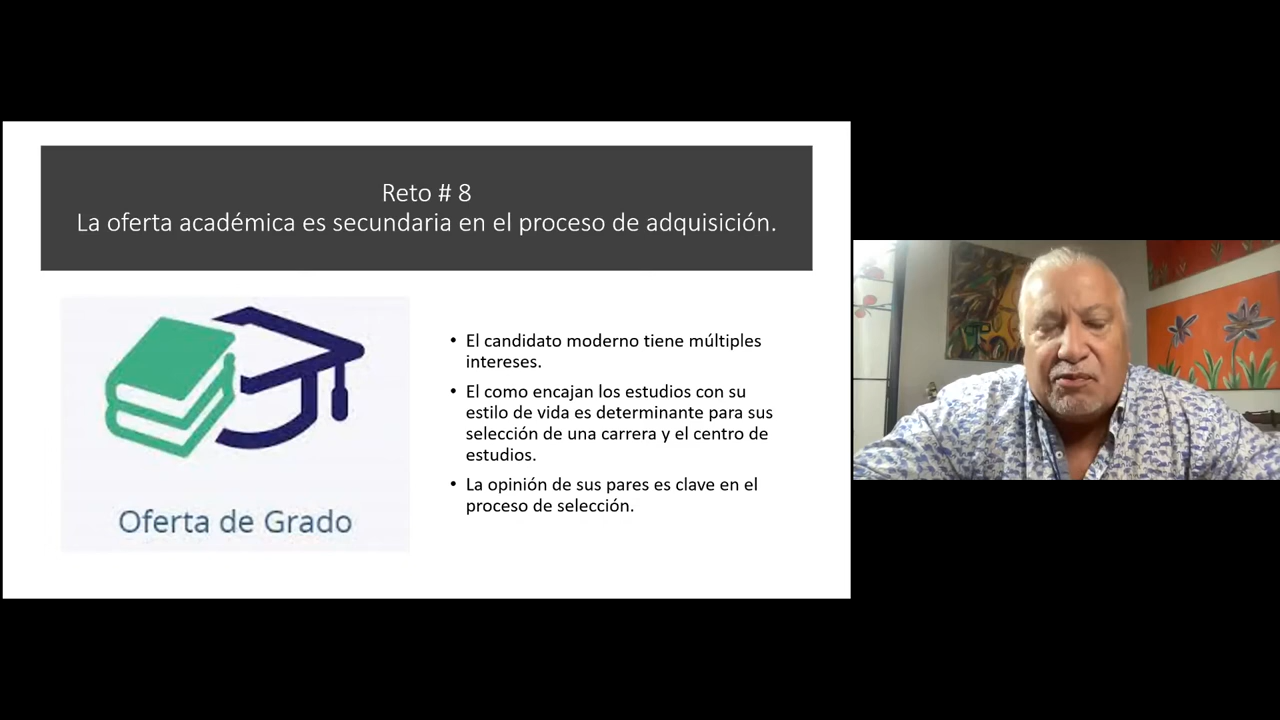 Reto # 8
La oferta académica es secundaria en el proceso de adquisición.
• El candidato moderno tiene múltiples
intereses.
• El como encajan los estudios con su
estilo de vida es determinante para sus
selección de una carrera y el centro de
estudios.
• La opinión de sus pares es clave en el
proceso de selección.
Oferta de Grado